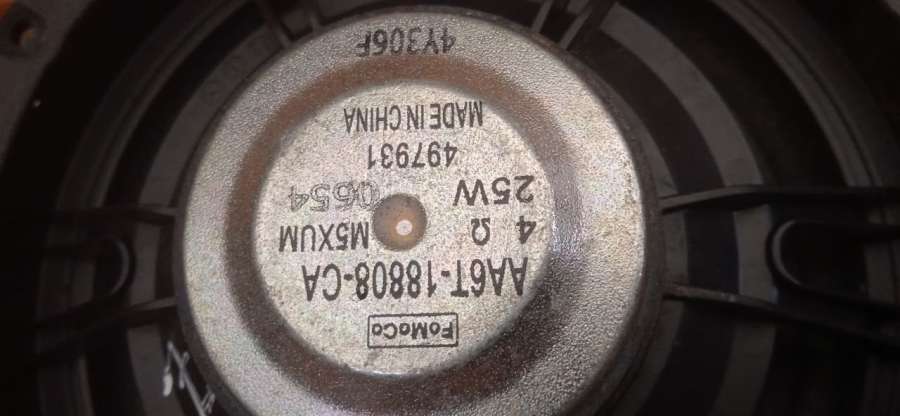 FoMoCo
AA6T-18808-CA
4 Ω M5XUM
25W 0654
497931
MADE IN CHINA
4Y306F